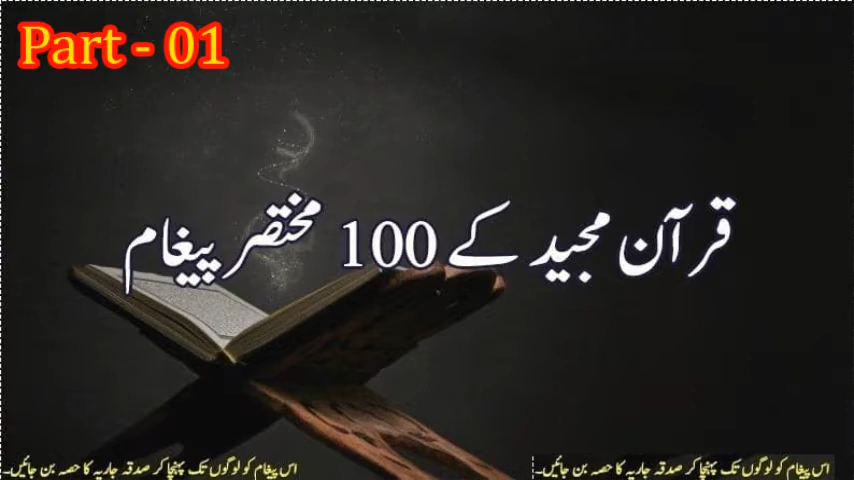 Part - 01
قرآن مجید کے 100 مختصر پیغام
اس پیغام کو لوگوں تک پہنچا کر صدقہ جاریہ کا حصہ بن جائیں۔
اس پیغام کو لوگوں تک پہنچا کر صدقہ جاریہ کا حصہ بن جائیں۔